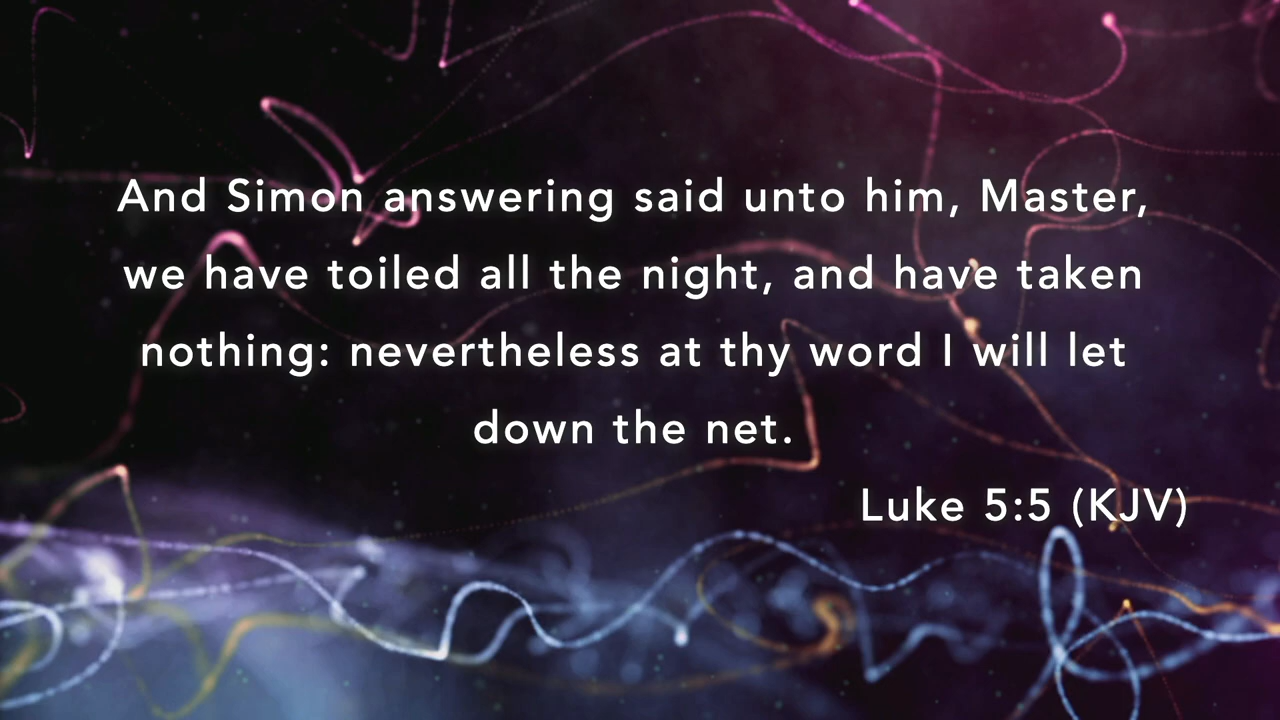 And Simon answering said unto him, Master,
we have toiled all the night, and have taken
nothing: nevertheless at thy word I will let
down the net.
Luke 5:5 (KJV)